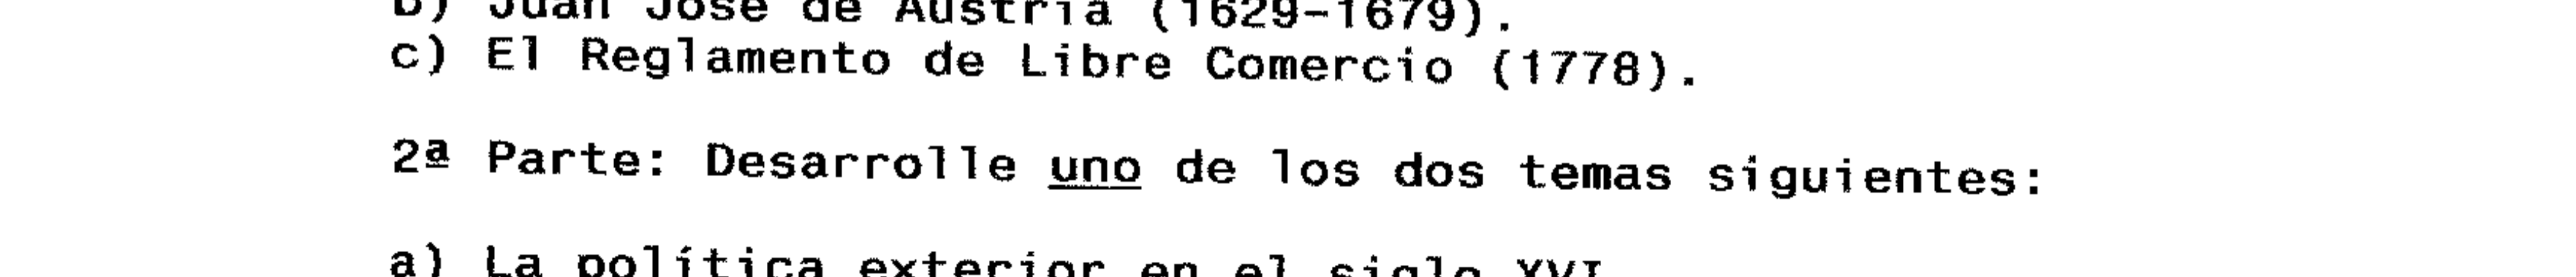 b) Juan José de Austria (1629-1679).
c) El Reglamento de Libre Comercio (1778).
2ª Parte: Desarrolle uno de los dos temas siguientes:
a) La política exterior en el siglo XVI